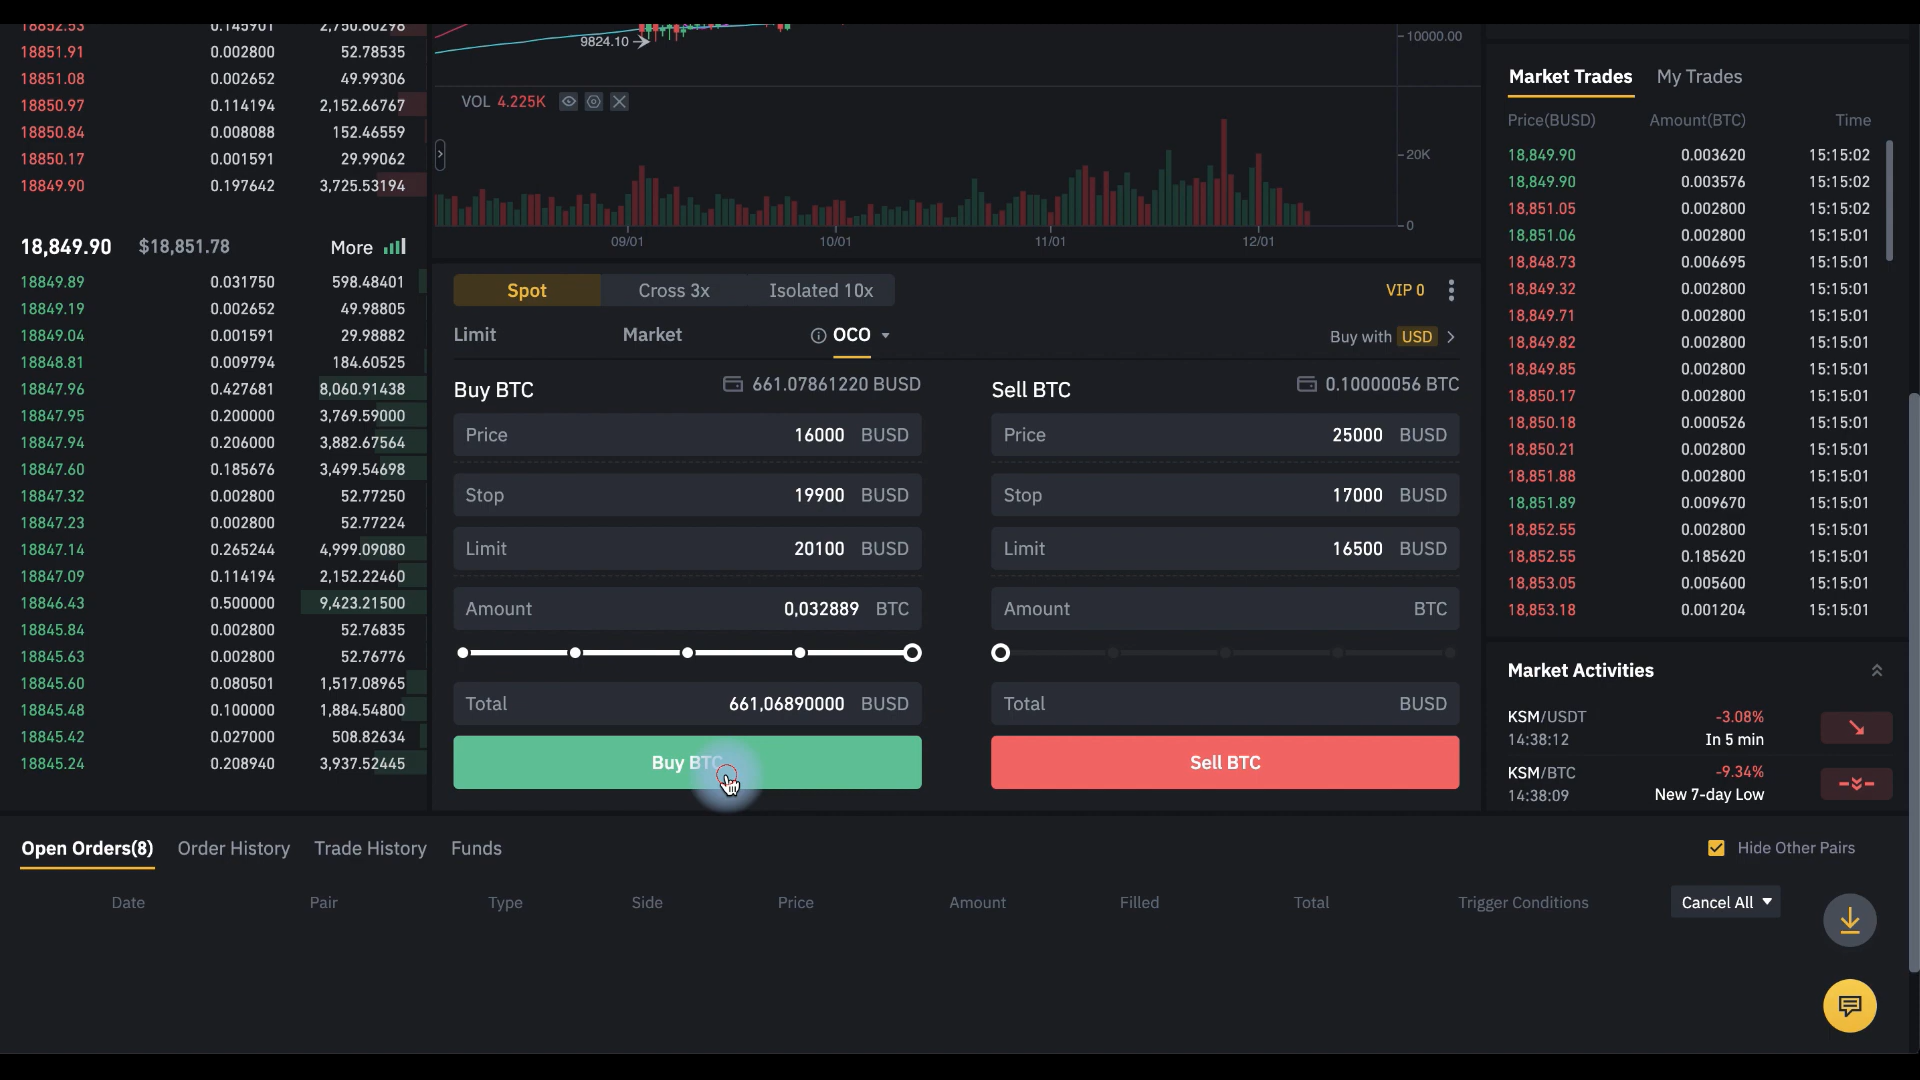 18852.53 0.145901 2,750.60298
18851.91 0.002800 52.78535
18851.08 0.002652 49.99306
18850.97 0.114194 2,152.66767
18850.84 0.008088 152.46559
18850.17 0.001591 29.99062
18849.90 0.197642 3,725.53194
18,849.90 $18,851.78 More
18849.89 0.031750 598.48401
18849.19 0.002652 49.98805
18849.04 0.001591 29.98882
18848.81 0.009794 184.60525
18847.96 0.427681 8,060.91438
18847.95 0.200000 3,769.59000
18847.94 0.206000 3,882.67564
18847.60 0.185676 3,499.54698
18847.32 0.002800 52.77250
18847.23 0.002800 52.77224
18847.14 0.265244 4,999.09080
18847.09 0.114194 2,152.22460
18846.43 0.500000 9,423.21500
18845.84 0.002800 52.76835
18845.63 0.002800 52.76776
18845.60 0.080501 1,517.08965
18845.48 0.100000 1,884.54800
18845.42 0.027000 508.82634
18845.24 0.208940 3,937.52445
9824.10
10000.00
VOL 4.225K
20K
0
09/01 10/01 11/01 12/01
Spot Cross 3x Isolated 10x VIP 0
Limit Market OCO Buy with USD
Buy BTC 661.07861220 BUSD
Price 16000 BUSD
Stop 19900 BUSD
Limit 20100 BUSD
Amount 0,032889 BTC
Total 661,06890000 BUSD
Buy BTC
Sell BTC 0.10000056 BTC
Price 25000 BUSD
Stop 17000 BUSD
Limit 16500 BUSD
Amount BTC
Total BUSD
Sell BTC
Market Trades My Trades
Price(BUSD) Amount(BTC) Time
18,849.90 0.003620 15:15:02
18,849.90 0.003576 15:15:02
18,851.05 0.002800 15:15:02
18,851.06 0.002800 15:15:01
18,848.73 0.006695 15:15:01
18,849.32 0.002800 15:15:01
18,849.71 0.002800 15:15:01
18,849.82 0.002800 15:15:01
18,849.85 0.002800 15:15:01
18,850.17 0.002800 15:15:01
18,850.18 0.000526 15:15:01
18,850.21 0.002800 15:15:01
18,851.88 0.002800 15:15:01
18,851.89 0.009670 15:15:01
18,852.55 0.002800 15:15:01
18,852.55 0.185620 15:15:01
18,853.05 0.005600 15:15:01
18,853.18 0.001204 15:15:01
Market Activities
KSM/USDT -3.08%
14:38:12 In 5 min
KSM/BTC -9.34%
14:38:09 New 7-day Low
Open Orders(8) Order History Trade History Funds Hide Other Pairs
Date Pair Type Side Price Amount Filled Total Trigger Conditions Cancel All